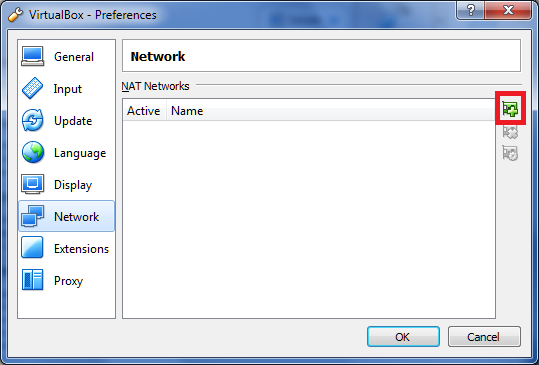 VirtualBox - Preferences
?
General
Input
Update
Language
Display
Network
Extensions
Proxy
Network
NAT Networks
Active Name
OK Cancel